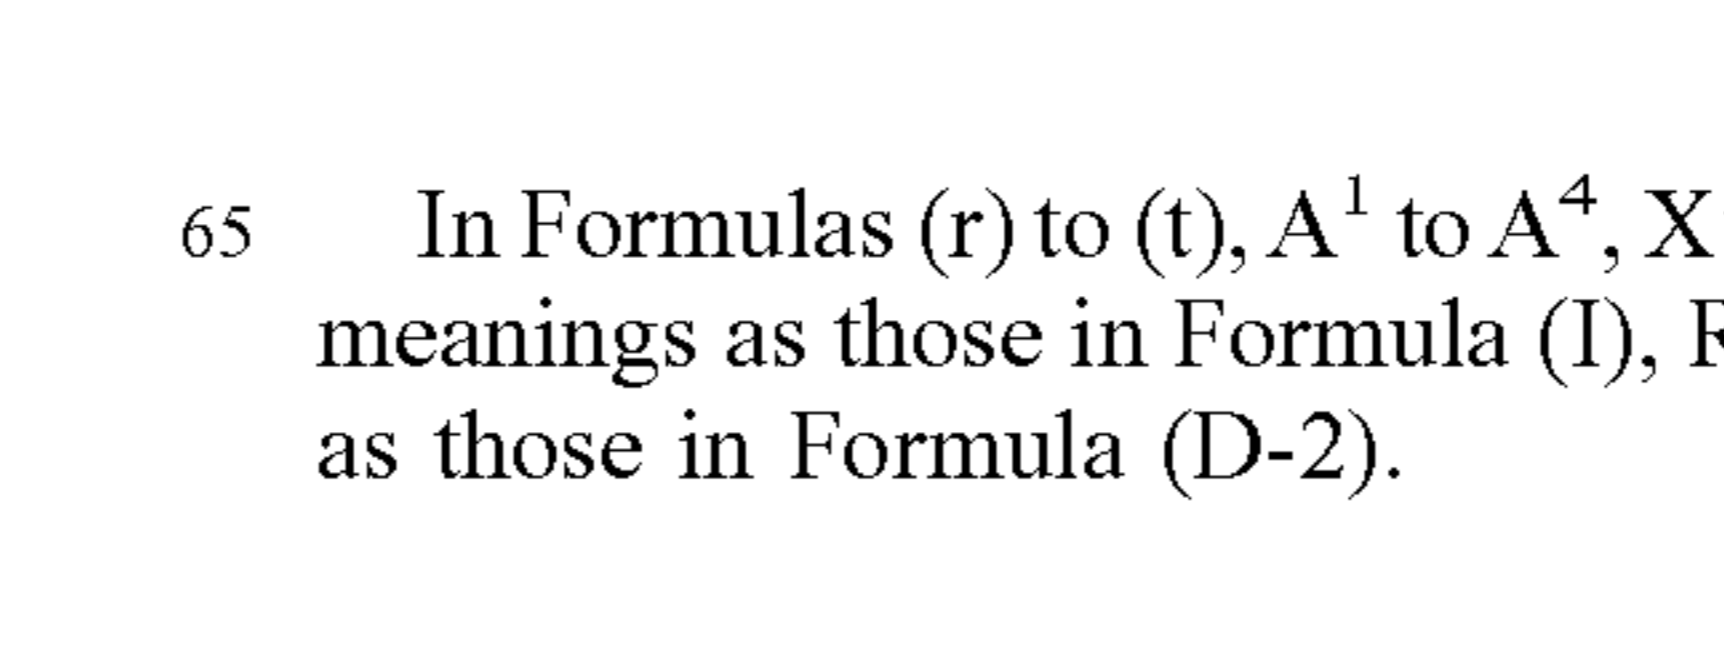 65 In Formulas (r) to (t), A¹ to A⁴, X
meanings as those in Formula (I),
as those in Formula (D-2).